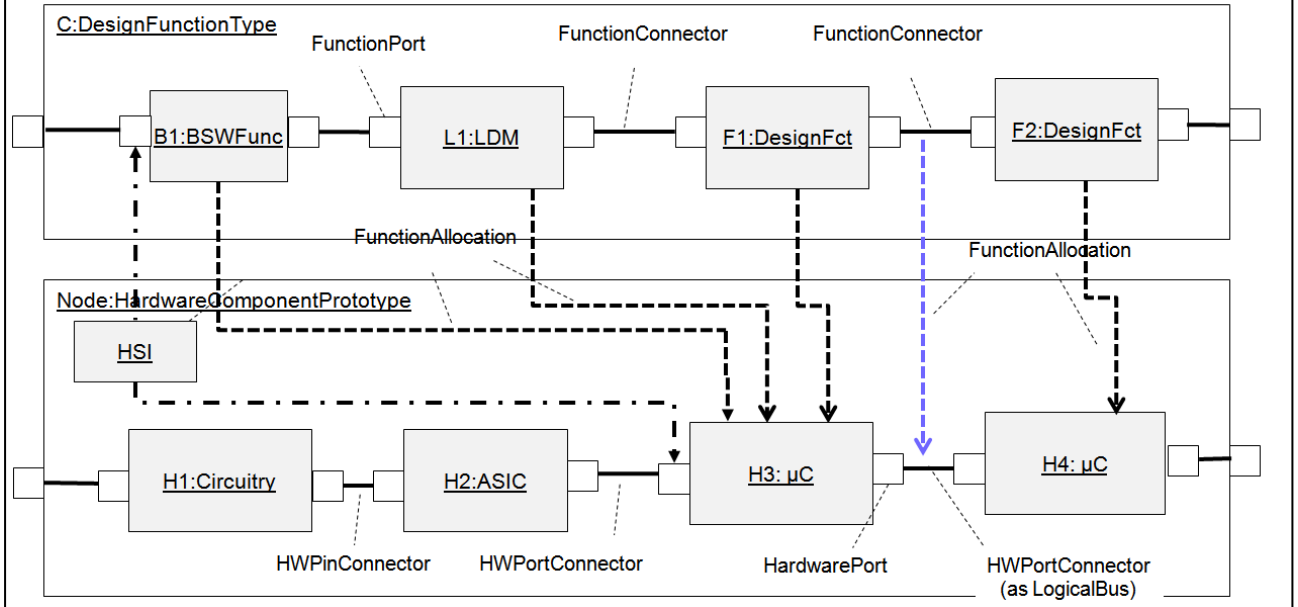 C:DesignFunctionType
FunctionPort
FunctionConnector
FunctionConnector
B1:BSWFunc
L1:LDM
F1:DesignFct
F2:DesignFct
FunctionAllocation
FunctionAllocation
Node:HardwareComponentPrototype
HSI
H1:Circuitry
H2:ASIC
H3: µC
H4: µC
HWPinConnector
HWPortConnector
HardwarePort
HWPortConnector
(as LogicalBus)